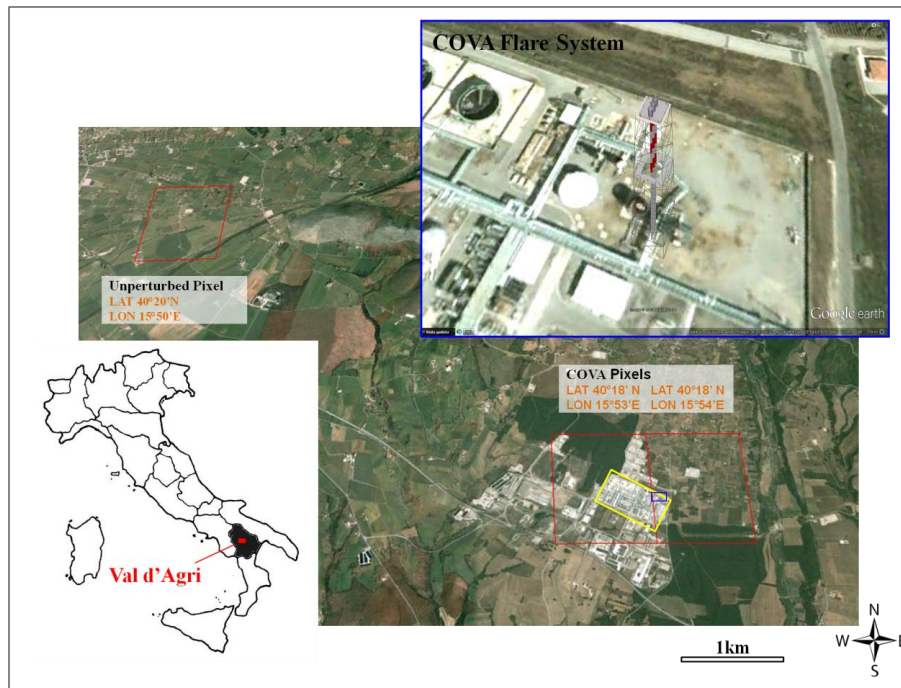 COVA Flare System
Google earth
Unperturbed Pixel
LAT 40°20'N
LON 15°50'E
COVA Pixels
LAT 40°18' N LAT 40°18' N
LON 15°53'E LON 15°54'E
Val d'Agri
1km
N
W
E
S